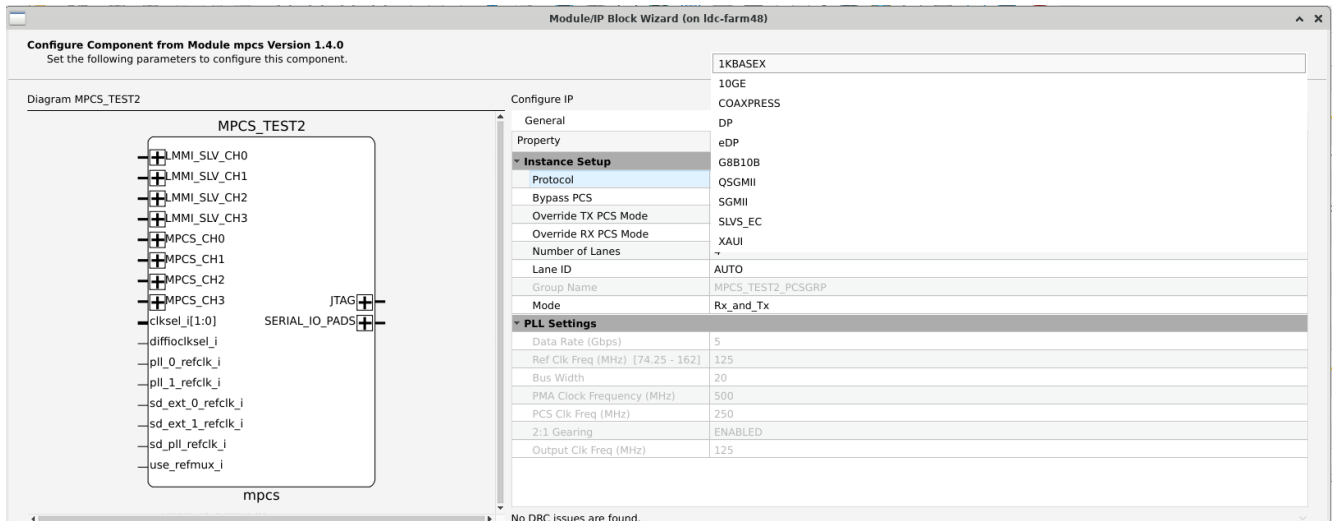 Module/IP Block Wizard (on ldc-farm48)
Configure Component from Module mpcs Version 1.4.0
Set the following parameters to configure this component.
Diagram MPCS_TEST2
MPCS_TEST2
LMMI_SLV_CH0
LMMI_SLV_CH1
LMMI_SLV_CH2
LMMI_SLV_CH3
MPCS_CH0
MPCS_CH1
MPCS_CH2
MPCS_CH3 JTAG
clksel_i[1:0] SERIAL_IO_PADS
diffioclksel_i
pll_0_refclk_i
pll_1_refclk_i
sd_ext_0_refclk_i
sd_ext_1_refclk_i
sd_pll_refclk_i
use_refmux_i
mpcs
Configure IP
General
Property
Instance Setup
Protocol
1KBASEX
10GE
COAXPRESS
DP
eDP
G8B10B
QSGMII
SGMII
SLVS_EC
XAUI
Bypass PCS
Override TX PCS Mode
Override RX PCS Mode
Number of Lanes
Lane ID AUTO
Group Name MPCS_TEST2_PCSGRP
Mode Rx_and_Tx
PLL Settings
Data Rate (Gbps) 5
Ref Clk Freq (MHz) [74.25 - 162] 125
Bus Width 20
PMA Clock Frequency (MHz) 500
PCS Clk Freq (MHz) 250
2:1 Gearing ENABLED
Output Clk Freq (MHz) 125
No DRC issues are found.